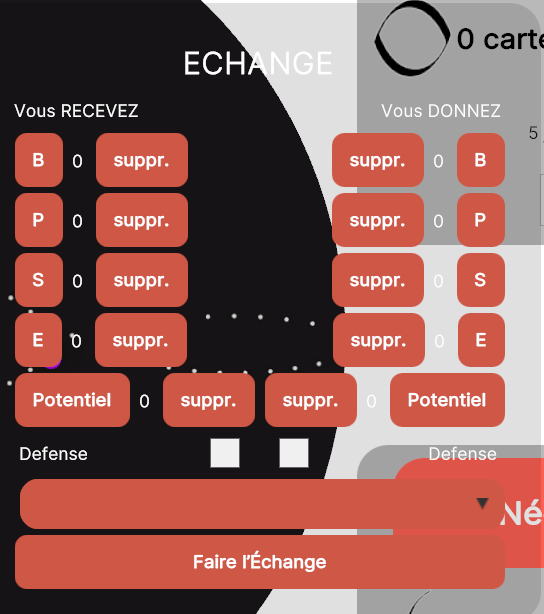 0 carte
ECHANGE
Vous RECEVEZ Vous DONNEZ
5
B 0 suppr. suppr. 0 B
P 0 suppr. suppr. 0 P
S 0 suppr. suppr. 0 S
E 0 suppr. suppr. 0 E
Potentiel 0 suppr. suppr. 0 Potentiel
Defense Defense
Né
Faire l'Échange